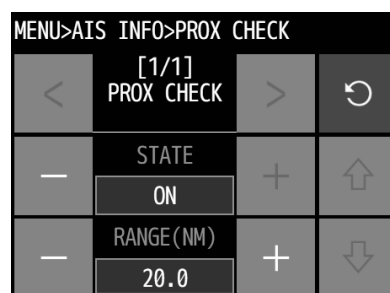 MENU>AIS INFO>PROX CHECK
[1/1]
< PROX CHECK >
STATE
— ON +
RANGE(NM)
— 20.0 +